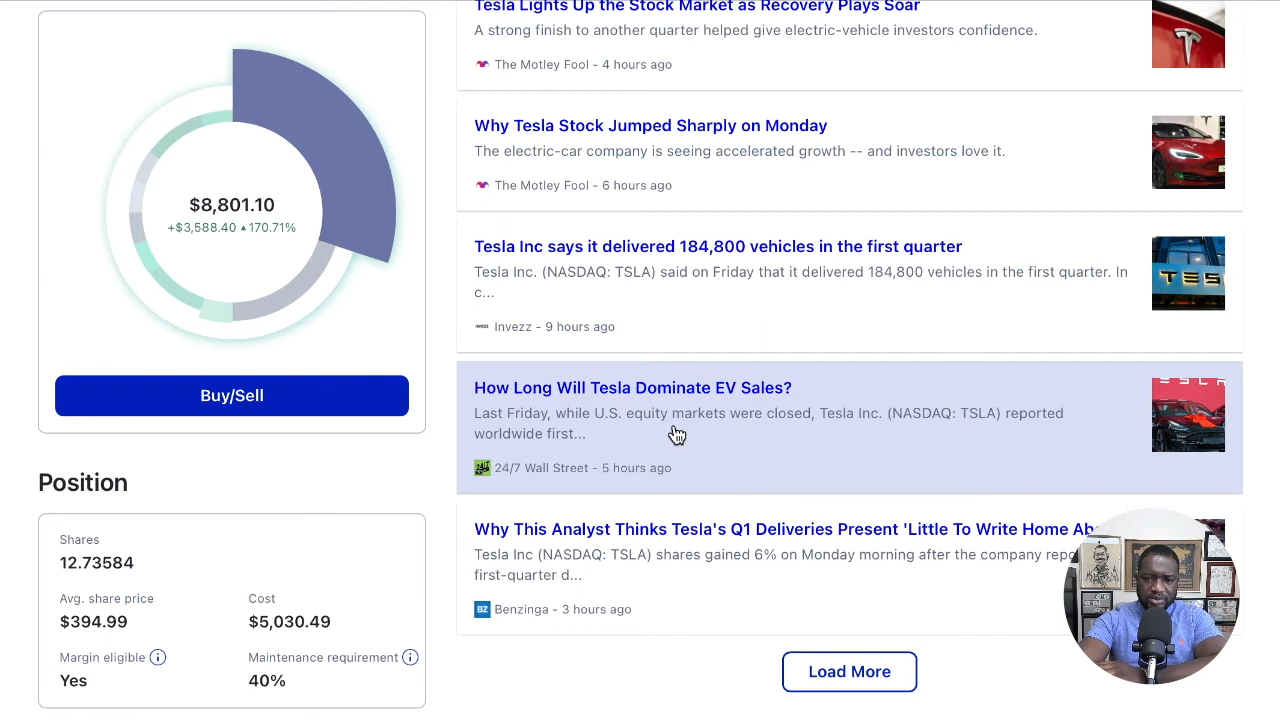 $8,801.10
+$3,588.40 ▲ 170.71%
Buy/Sell
Position
Shares
12.73584
Avg. share price
$394.99
Cost
$5,030.49
Margin eligible
Yes
Maintenance requirement
40%
Tesla Lights Up the Stock Market as Recovery Plays Soar
A strong finish to another quarter helped give electric-vehicle investors confidence.
The Motley Fool - 4 hours ago
Why Tesla Stock Jumped Sharply on Monday
The electric-car company is seeing accelerated growth -- and investors love it.
The Motley Fool - 6 hours ago
Tesla Inc says it delivered 184,800 vehicles in the first quarter
Tesla Inc. (NASDAQ: TSLA) said on Friday that it delivered 184,800 vehicles in the first quarter. In
c...
TES
Invezz - 9 hours ago
How Long Will Tesla Dominate EV Sales?
Last Friday, while U.S. equity markets were closed, Tesla Inc. (NASDAQ: TSLA) reported
worldwide first...
24/7 Wall Street - 5 hours ago
Why This Analyst Thinks Tesla's Q1 Deliveries Present 'Little To Write Home Ab
Tesla Inc (NASDAQ: TSLA) shares gained 6% on Monday morning after the company repo
first-quarter d...
BZ
Benzinga - 3 hours ago
Load More